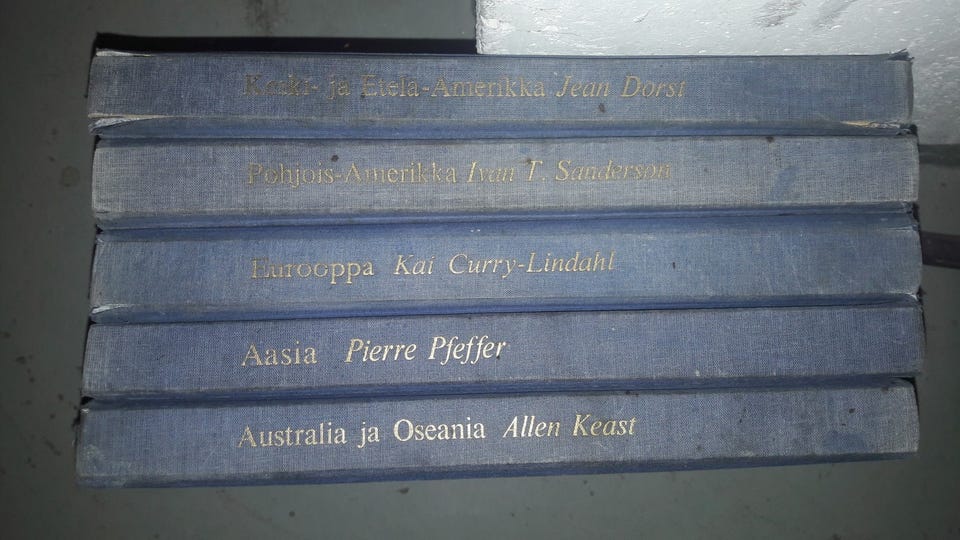 Keski- ja Etelä-Amerikka Jean Dorst
Pohjois-Amerikka Ivan T. Sanderson
Eurooppa Kai Curry-Lindahl
Aasia Pierre Pfeffer
Australia ja Oseania Allen Keast